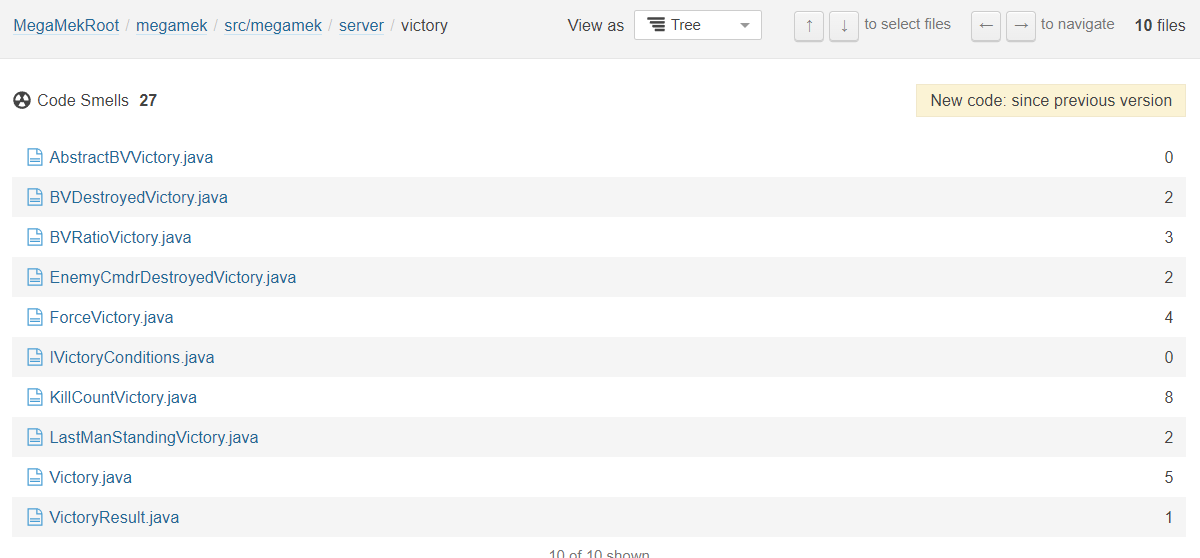 MegaMekRoot / megamek / src/megamek / server / victory View as Tree ↑ ↓ to select files ← → to navigate 10 files
Code Smells 27 New code: since previous version
AbstractBVVictory.java 0
BVDestroyedVictory.java 2
BVRatioVictory.java 3
EnemyCmdrDestroyedVictory.java 2
ForceVictory.java 4
IVictoryConditions.java 0
KillCountVictory.java 8
LastManStandingVictory.java 2
Victory.java 5
VictoryResult.java 1
10 of 10 shown